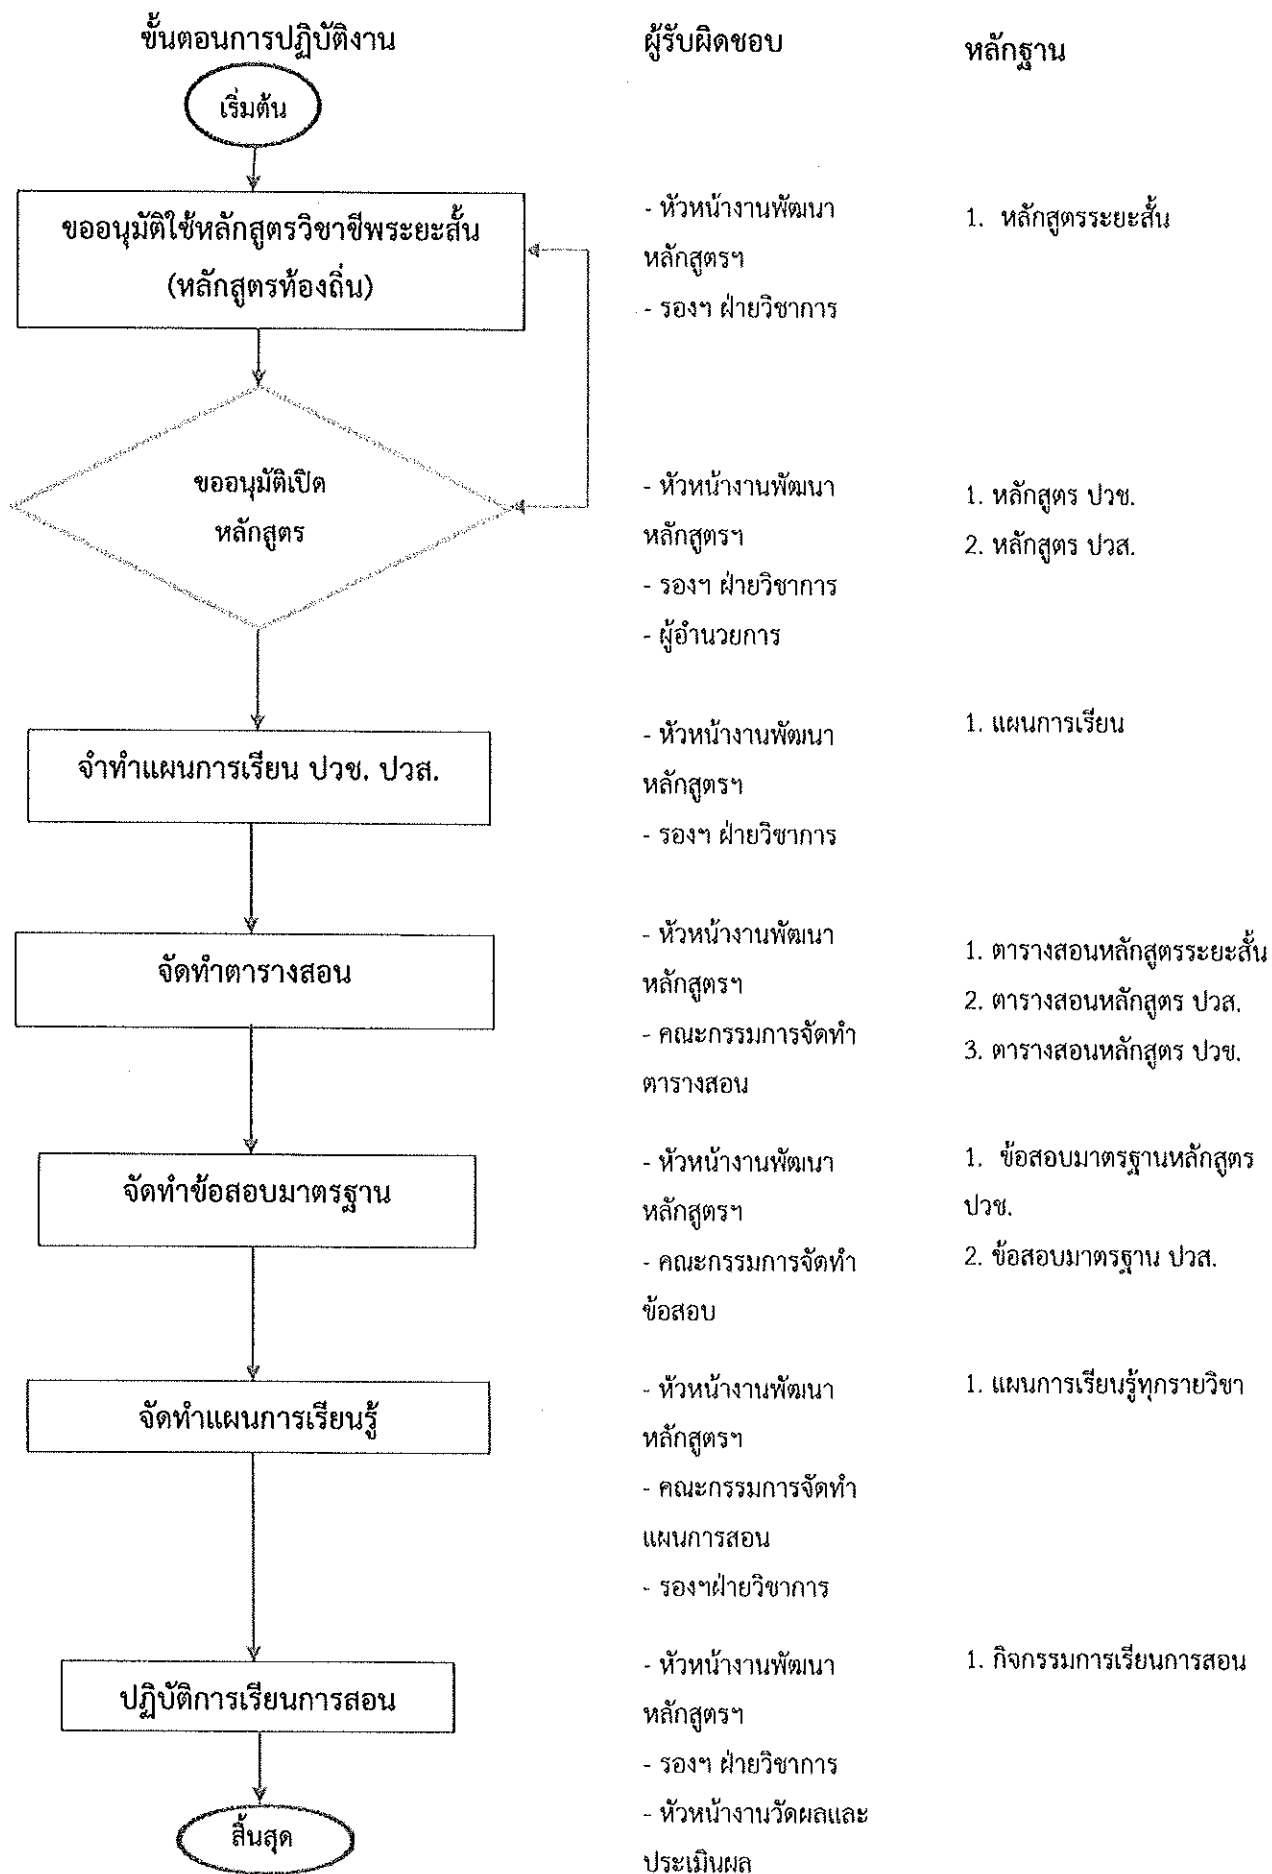 ขั้นตอนการปฏิบัติงาน
ผู้รับผิดชอบ
หลักฐาน
เริ่มต้น
ขออนุมัติใช้หลักสูตรวิชาชีพระยะสั้น
(หลักสูตรท้องถิ่น)
- หัวหน้างานพัฒนา
หลักสูตรฯ
- รองฯ ฝ่ายวิชาการ
1. หลักสูตรระยะสั้น
ขออนุมัติเปิด
หลักสูตร
- หัวหน้างานพัฒนา
หลักสูตรฯ
- รองฯ ฝ่ายวิชาการ
- ผู้อำนวยการ
1. หลักสูตร ปวช.
2. หลักสูตร ปวส.
จำทำแผนการเรียน ปวช. ปวส.
- หัวหน้างานพัฒนา
หลักสูตรฯ
- รองฯ ฝ่ายวิชาการ
1. แผนการเรียน
จัดทำตารางสอน
- หัวหน้างานพัฒนา
หลักสูตรฯ
- คณะกรรมการจัดทำ
ตารางสอน
1. ตารางสอนหลักสูตรระยะสั้น
2. ตารางสอนหลักสูตร ปวส.
3. ตารางสอนหลักสูตร ปวช.
จัดทำข้อสอบมาตรฐาน
- หัวหน้างานพัฒนา
หลักสูตรฯ
- คณะกรรมการจัดทำ
ข้อสอบ
1. ข้อสอบมาตรฐานหลักสูตร
ปวช.
2. ข้อสอบมาตรฐาน ปวส.
จัดทำแผนการเรียนรู้
- หัวหน้างานพัฒนา
หลักสูตรฯ
- คณะกรรมการจัดทำ
แผนการสอน
- รองฯฝ่ายวิชาการ
1. แผนการเรียนรู้ทุกรายวิชา
ปฏิบัติการเรียนการสอน
- หัวหน้างานพัฒนา
หลักสูตรฯ
- รองฯ ฝ่ายวิชาการ
- หัวหน้างานวัดผลและ
ประเมินผล
1. กิจกรรมการเรียนการสอน
สิ้นสุด